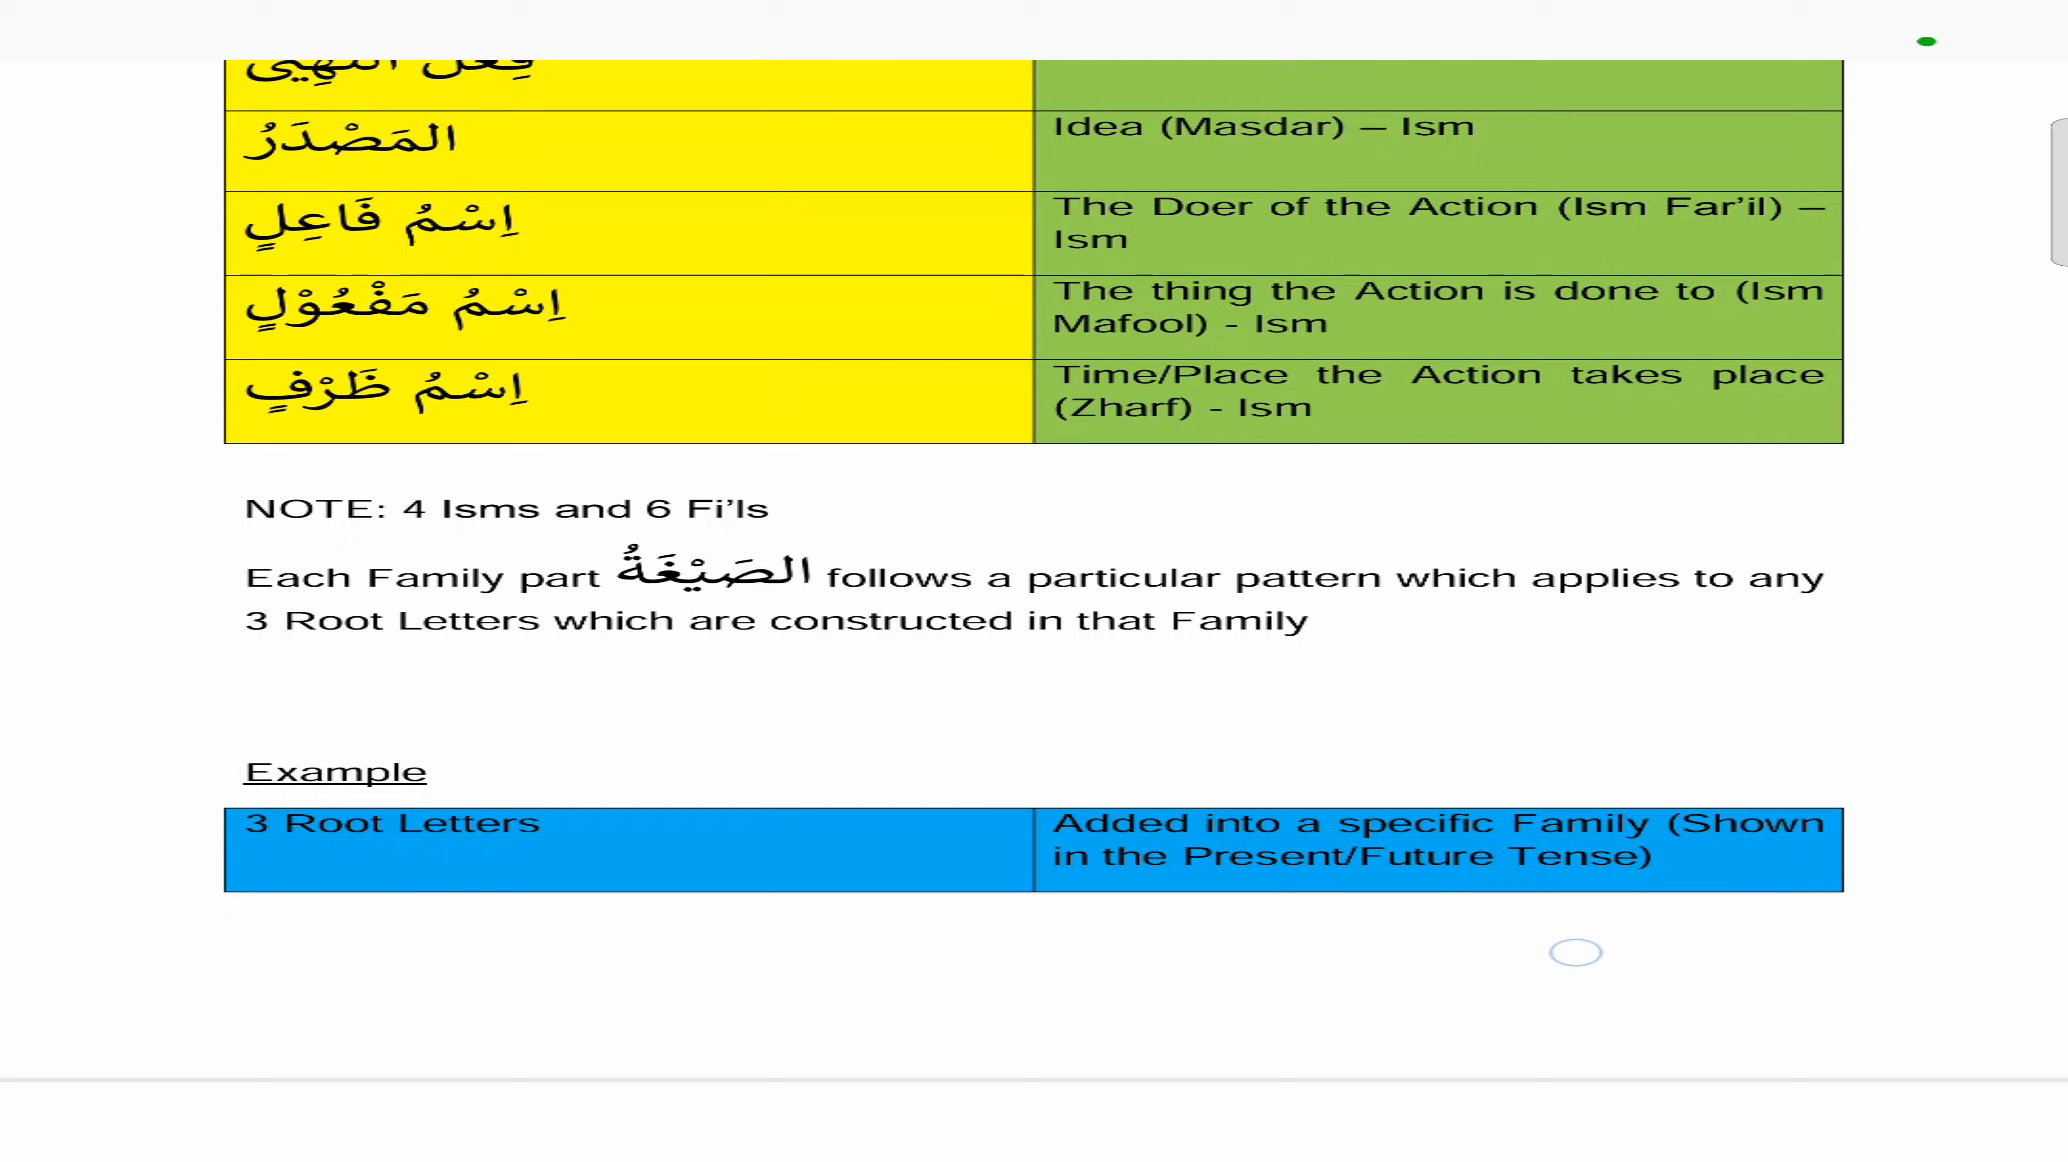 المَصْدَرُ
Idea (Masdar) – Ism
اِسْمُ فَاعِلٍ
The Doer of the Action (Ism Far’il) –
Ism
اِسْمُ مَفْعُوْلٍ
The thing the Action is done to (Ism
Mafool) - Ism
اِسْمُ ظَرْفٍ
Time/Place the Action takes place
(Zharf) - Ism
NOTE: 4 Isms and 6 Fi’ls
Each Family part الصَيْغَةُ follows a particular pattern which applies to any
3 Root Letters which are constructed in that Family
Example
3 Root Letters
Added into a specific Family (Shown
in the Present/Future Tense)